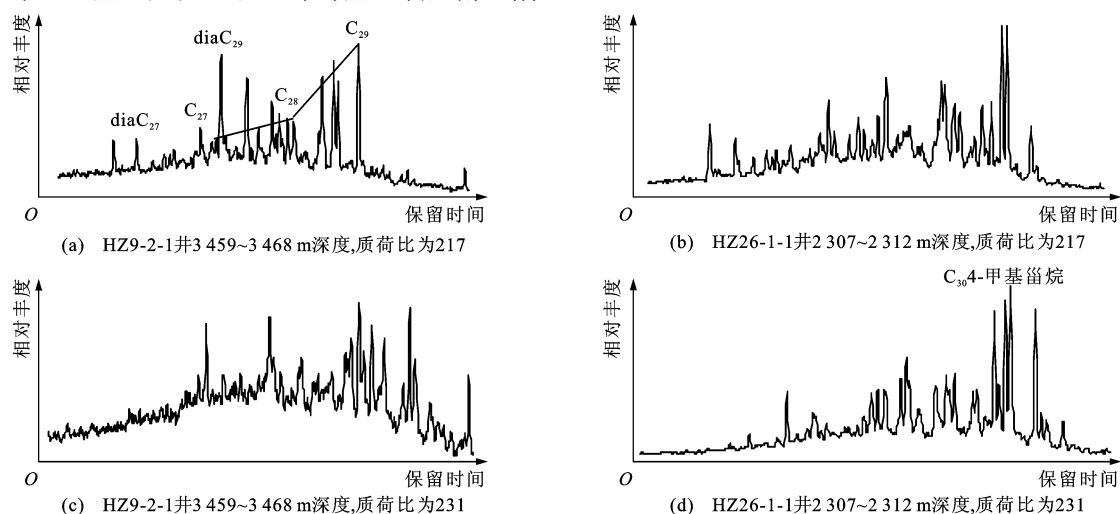 相对丰度
diaC₂₇
C₂₇
diaC₂₉
C₂₈
C₂₉
O
保留时间
(a) HZ9-2-1井3 459~3 468 m深度,质荷比为217
相对丰度
O
保留时间
(b) HZ26-1-1井2 307~2 312 m深度,质荷比为217
相对丰度
O
保留时间
(c) HZ9-2-1井3 459~3 468 m深度,质荷比为231
相对丰度
C₃₀4-甲基甾烷
O
保留时间
(d) HZ26-1-1井2 307~2 312 m深度,质荷比为231